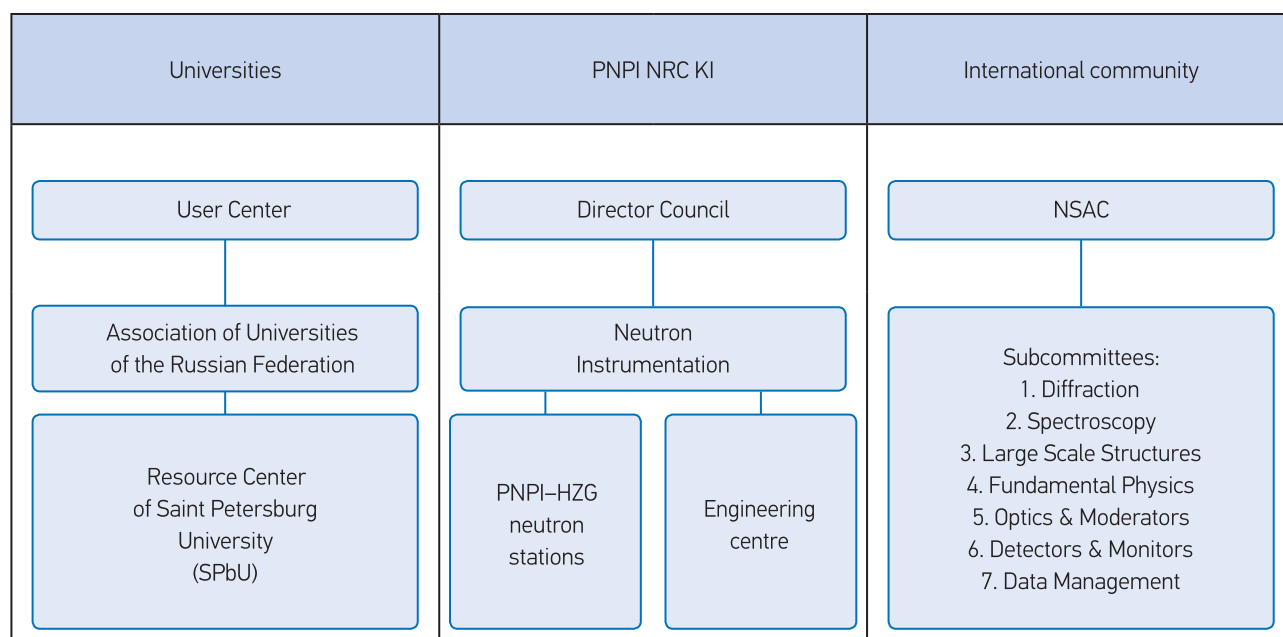 Universities
PNPI NRC KI
International community
User Center
Director Council
NSAC
Association of Universities
of the Russian Federation
Neutron
Instrumentation
Resource Center
of Saint Petersburg
University
(SPbU)
PNPI–HZG
neutron
stations
Engineering
centre
Subcommittees:
1. Diffraction
2. Spectroscopy
3. Large Scale Structures
4. Fundamental Physics
5. Optics & Moderators
6. Detectors & Monitors
7. Data Management